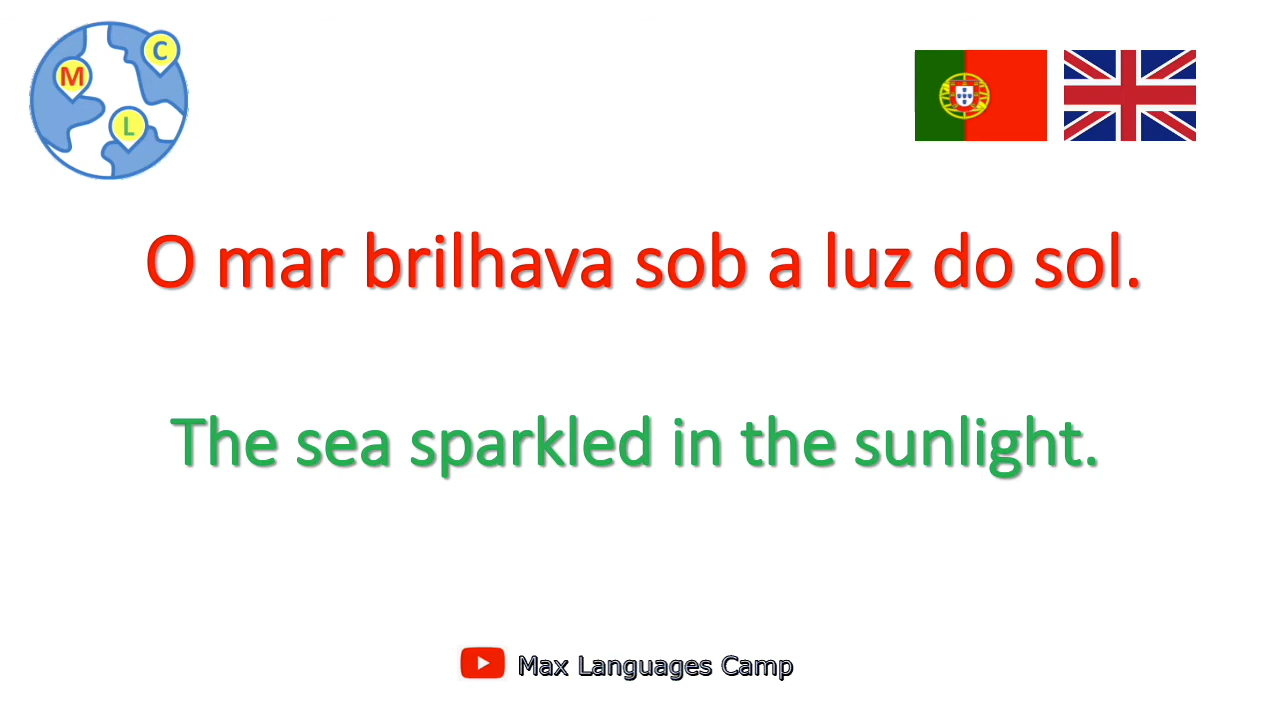 M
C
L
O mar brilhava sob a luz do sol.
The sea sparkled in the sunlight.
Max Languages Camp